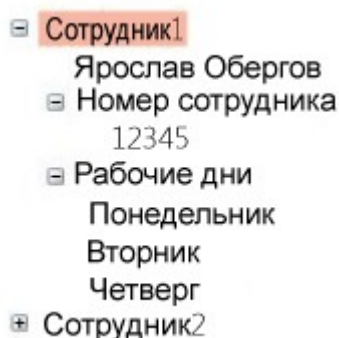 Сотрудник1
Ярослав Обергов
Номер сотрудника
12345
Рабочие дни
Понедельник
Вторник
Четверг
Сотрудник2